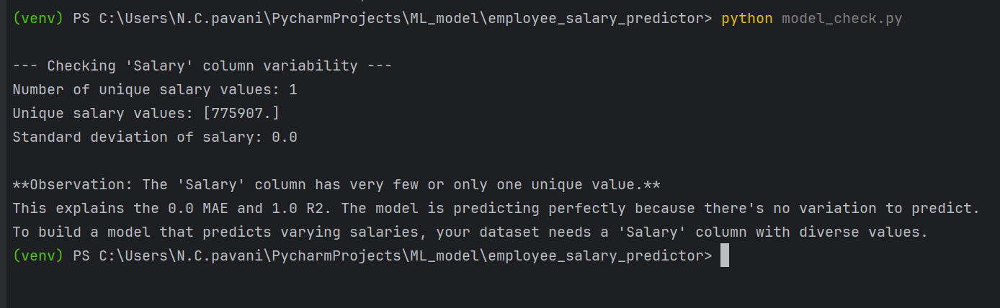 (venv) PS C:\Users\N.C.pavani\PycharmProjects\ML_model\employee_salary_predictor> python model_check.py
--- Checking 'Salary' column variability ---
Number of unique salary values: 1
Unique salary values: [775907.]
Standard deviation of salary: 0.0
**Observation: The 'Salary' column has very few or only one unique value.**
This explains the 0.0 MAE and 1.0 R2. The model is predicting perfectly because there's no variation to predict.
To build a model that predicts varying salaries, your dataset needs a 'Salary' column with diverse values.
(venv) PS C:\Users\N.C.pavani\PycharmProjects\ML_model\employee_salary_predictor>